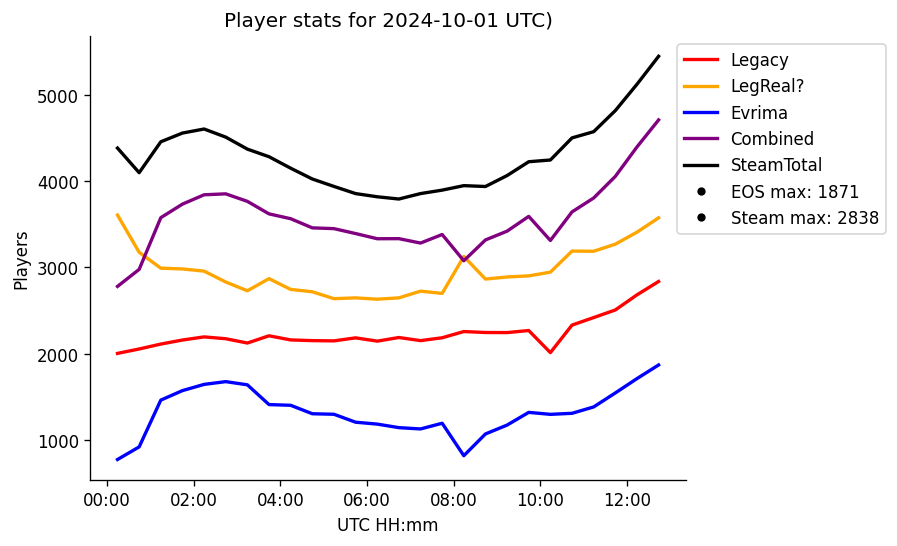 Player stats for 2024-10-01 UTC)
Legacy
LegReal?
Evrima
Combined
SteamTotal
EOS max: 1871
Steam max: 2838
Players
5000
4000
3000
2000
1000
00:00 02:00 04:00 06:00 08:00 10:00 12:00
UTC HH:mm